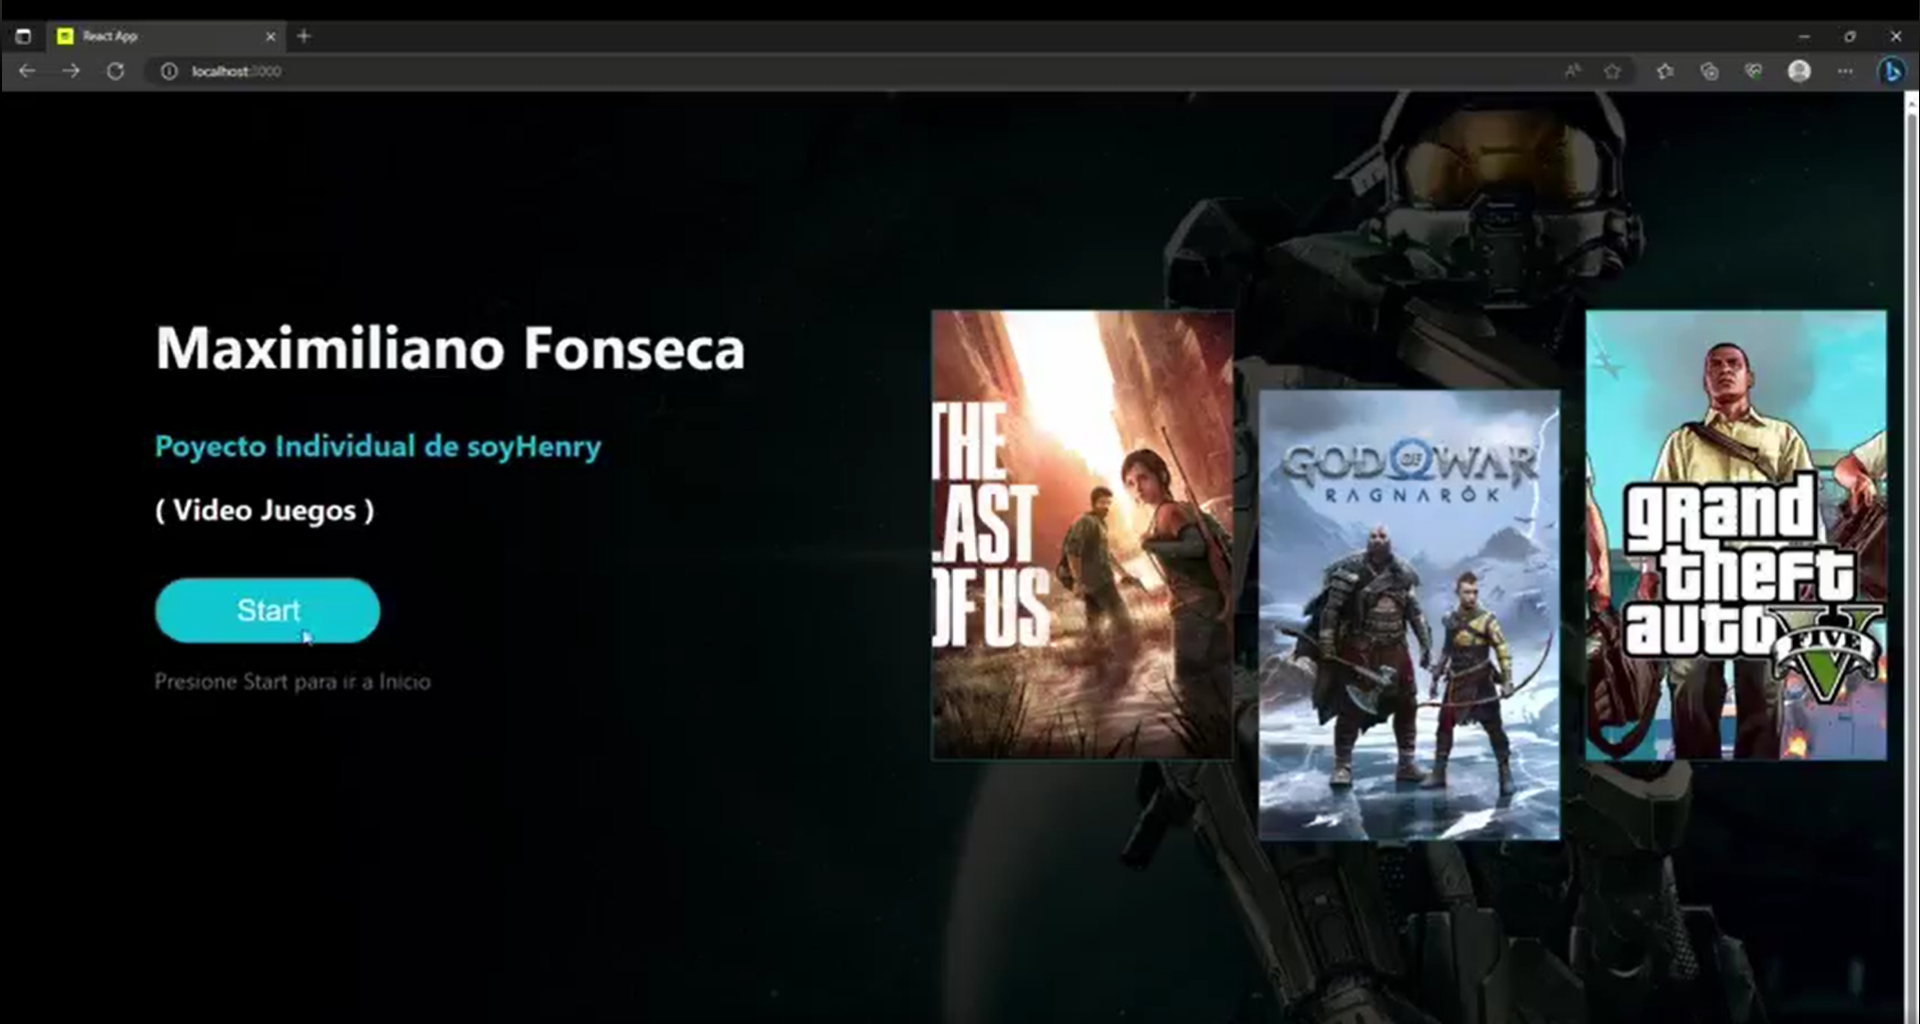 React App
localhost:3000
Maximiliano Fonseca
Poyecto Individual de soyHenry
( Video Juegos )
Start
Presione Start para ir a Inicio
THE
LAST
OF US
GOD OF WAR
RAGNARÖK
grand
theft
auto
FIVE
V